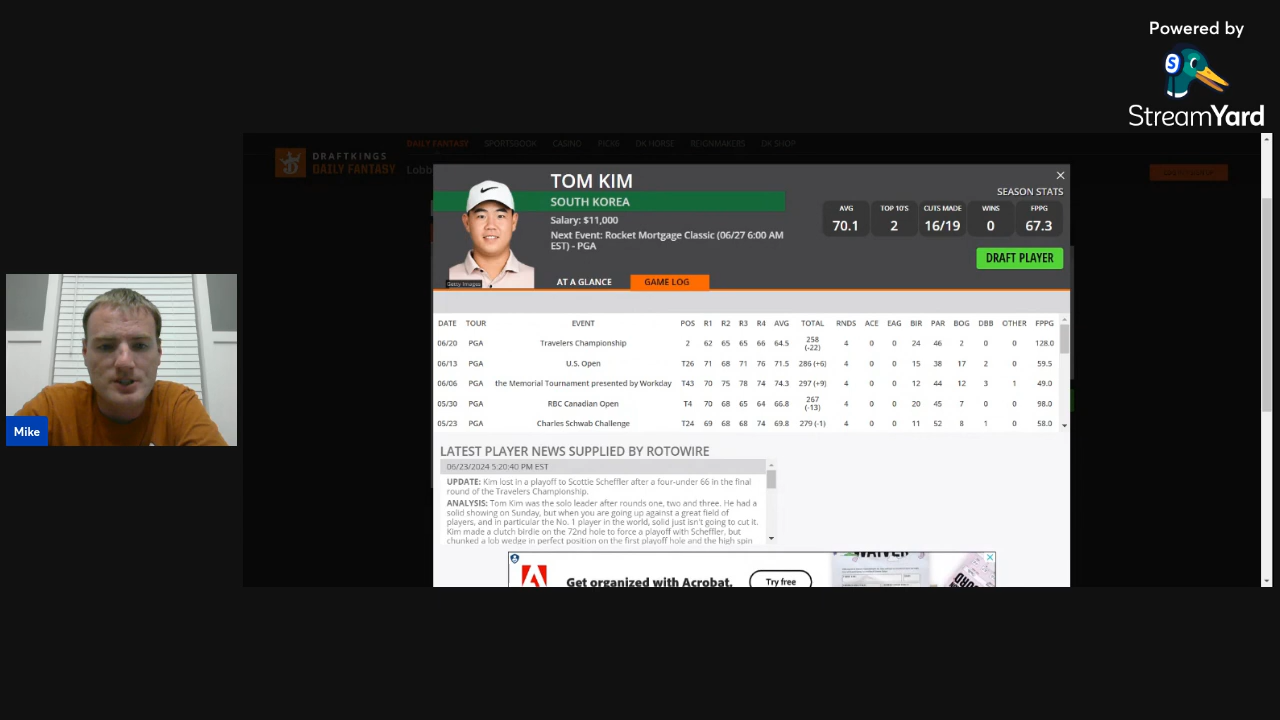 Powered by
S
StreamYard
DRAFTKINGS
DAILY FANTASY
DAILY FANTASY SPORTSBOOK CASINO PICK6 DK HORSE REIGNMAKERS DK SHOP
TOM KIM
SOUTH KOREA
Salary: $11,000
Next Event: Rocket Mortgage Classic (06/27 6:00 AM
EST) - PGA
Getty Images
SEASON STATS
AVG TOP 10'S CUTS MADE WINS FPPG
70.1 2 16/19 0 67.3
DRAFT PLAYER
AT A GLANCE GAME LOG
DATE TOUR EVENT POS R1 R2 R3 R4 AVG TOTAL RNDS ACE EAG BIR PAR BOG DBB OTHER FPPG
06/20 PGA Travelers Championship 2 62 65 65 66 64.5 258 (-22) 4 0 0 24 46 2 0 0 128.0
06/13 PGA U.S. Open T26 71 68 71 76 71.5 286 (+6) 4 0 0 15 38 17 2 0 59.5
06/06 PGA the Memorial Tournament presented by Workday T43 70 75 78 74 74.3 297 (+9) 4 0 0 12 44 12 3 1 49.0
05/30 PGA RBC Canadian Open T4 70 68 65 64 66.8 267 (-13) 4 0 0 20 45 7 0 0 98.0
05/23 PGA Charles Schwab Challenge T24 69 68 68 74 69.8 279 (-1) 4 0 0 11 52 8 1 0 58.0
LATEST PLAYER NEWS SUPPLIED BY ROTOWIRE
06/23/2024 5:20:40 PM EST
UPDATE: Kim lost in a playoff to Scottie Scheffler after a four-under 66 in the final
round of the Travelers Championship.
ANALYSIS: Tom Kim was the solo leader after rounds one, two and three. He had a
solid showing on Sunday, but when you are going up against a great field of
players, and in particular the No. 1 player in the world, solid just isn't going to cut it.
Kim made a clutch birdie on the 72nd hole to force a playoff with Scheffler, but
chunked a lob wedge in perfect position on the first playoff hole and the high spin
Get organized with Acrobat.
Try free
WAIVER
Mike